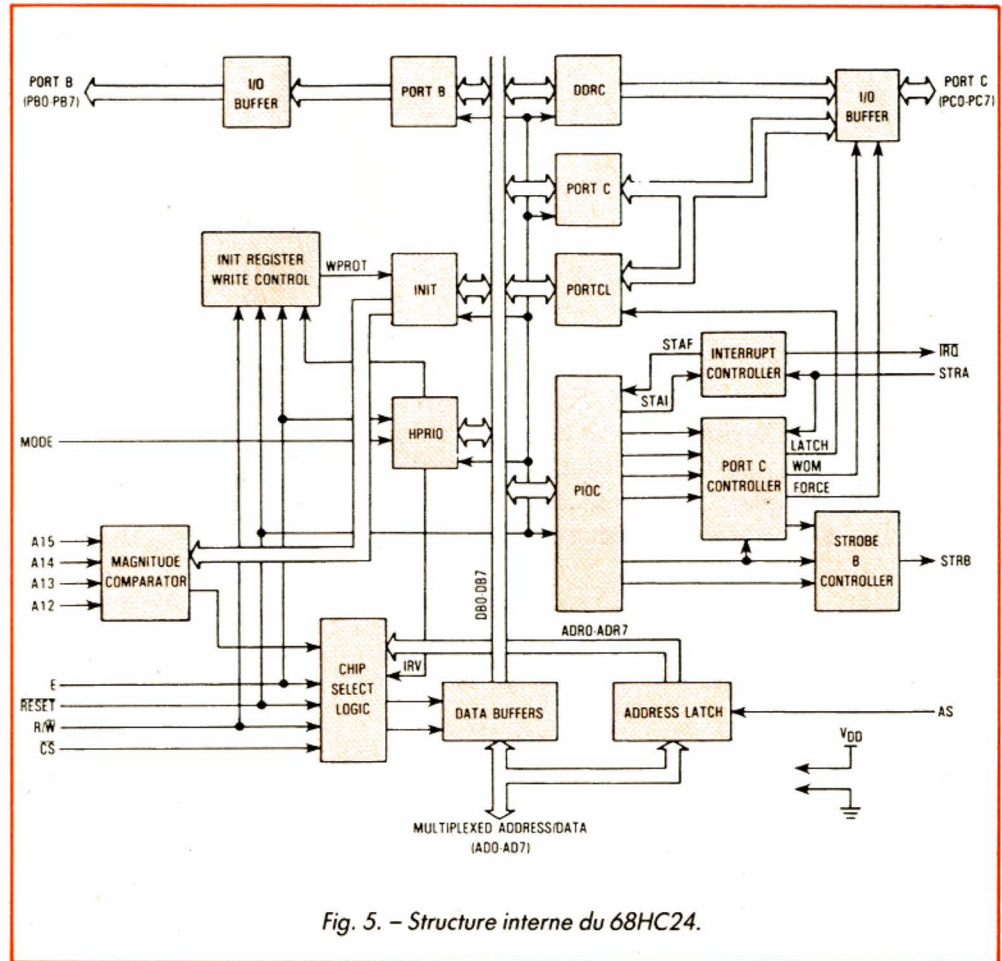 PORT B
(PB0-PB7)
I/O
BUFFER
PORT B
DDRC
I/O
BUFFER
PORT C
(PC0-PC7)
PORT C
INIT REGISTER
WRITE CONTROL
WPROT
INIT
PORTCL
STAF
INTERRUPT
CONTROLLER
IRQ
STRA
STAI
MODE
HPRIO
PIOC
PORT C
CONTROLLER
LATCH
WOM
FORCE
A15
A14
A13
A12
MAGNITUDE
COMPARATOR
STROBE
B
CONTROLLER
STRB
DB0-DB7
ADR0-ADR7
E
RESET
R/W
CS
CHIP
SELECT
LOGIC
IRV
DATA BUFFERS
ADDRESS LATCH
AS
VDD
MULTIPLEXED ADDRESS/DATA
(AD0-AD7)
Fig. 5. – Structure interne du 68HC24.